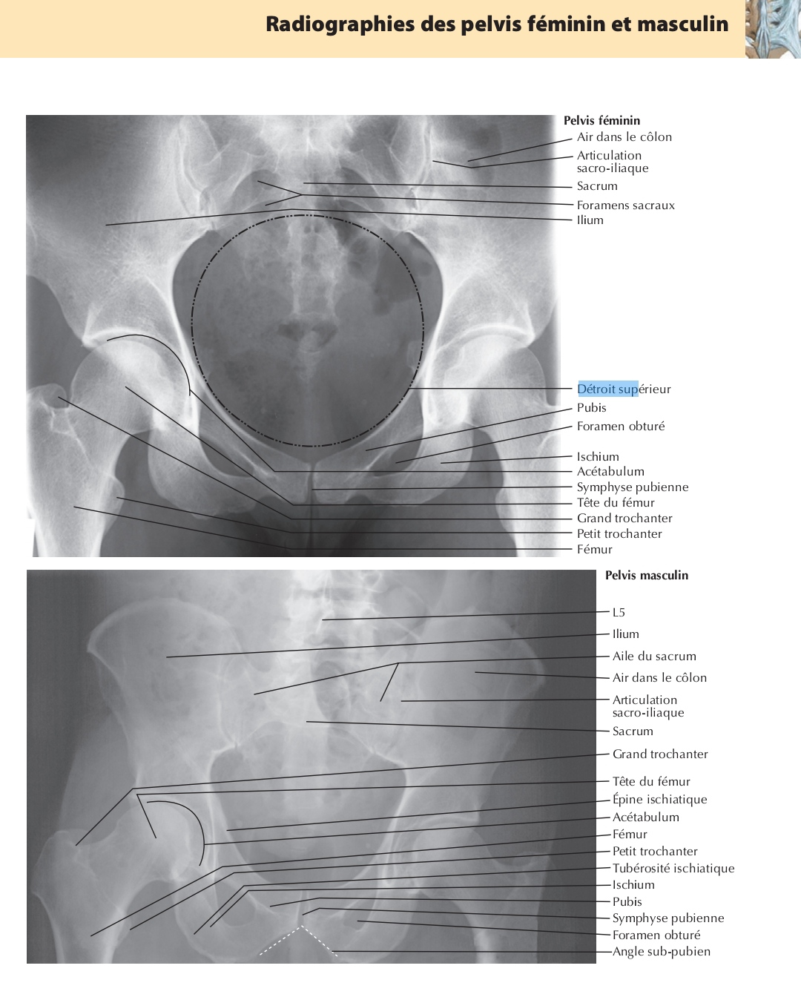 Radiographies des pelvis féminin et masculin
Pelvis féminin
Air dans le côlon
Articulation
sacro-iliaque
Sacrum
Foramens sacraux
Ilium
Détroit supérieur
Pubis
Foramen obturé
Ischium
Acétabulum
Symphyse pubienne
Tête du fémur
Grand trochanter
Petit trochanter
Fémur
Pelvis masculin
L5
Ilium
Aile du sacrum
Air dans le côlon
Articulation
sacro-iliaque
Sacrum
Grand trochanter
Tête du fémur
Épine ischiatique
Acétabulum
Fémur
Petit trochanter
Tubérosité ischiatique
Ischium
Pubis
Symphyse pubienne
Foramen obturé
Angle sub-pubien